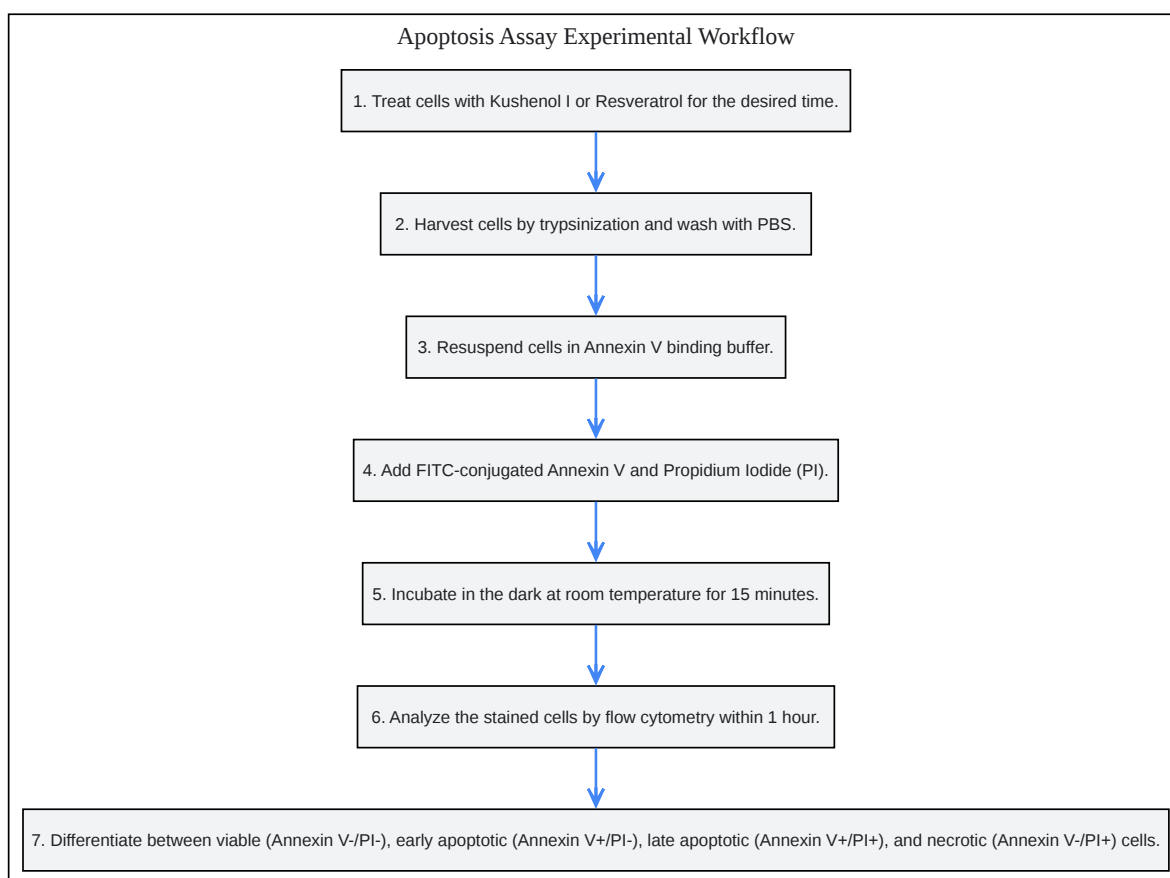 Apoptosis Assay Experimental Workflow
1. Treat cells with Kushenol I or Resveratrol for the desired time.
2. Harvest cells by trypsinization and wash with PBS.
3. Resuspend cells in Annexin V binding buffer.
4. Add FITC-conjugated Annexin V and Propidium Iodide (PI).
5. Incubate in the dark at room temperature for 15 minutes.
6. Analyze the stained cells by flow cytometry within 1 hour.
7. Differentiate between viable (Annexin V-/PI-), early apoptotic (Annexin V+/PI-), late apoptotic (Annexin V+/PI+), and necrotic (Annexin V-/PI+) cells.